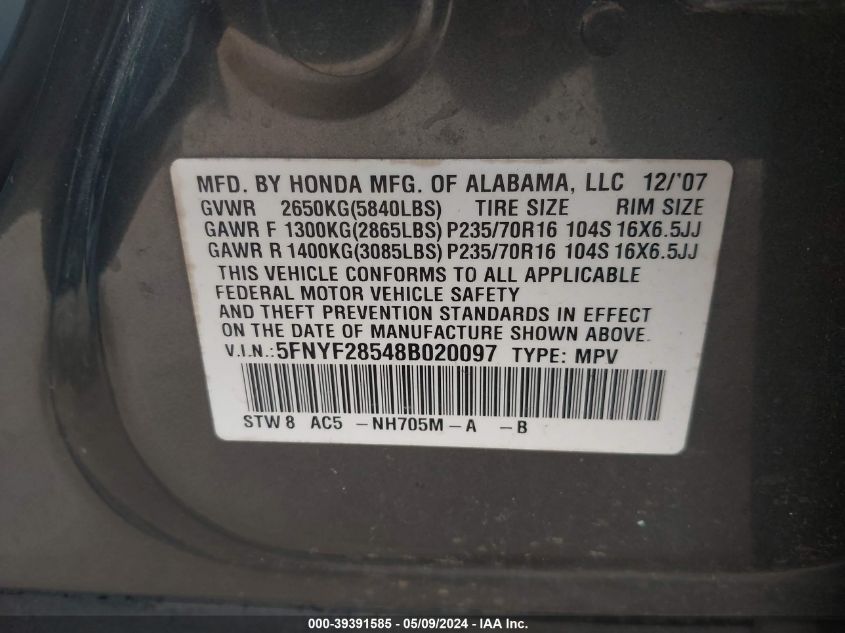 MFD. BY HONDA MFG. OF ALABAMA, LLC 12/'07
GVWR 2650KG(5840LBS) TIRE SIZE RIM SIZE
GAWR F 1300KG(2865LBS) P235/70R16 104S 16X6.5JJ
GAWR R 1400KG(3085LBS) P235/70R16 104S 16X6.5JJ
THIS VEHICLE CONFORMS TO ALL APPLICABLE
FEDERAL MOTOR VEHICLE SAFETY
AND THEFT PREVENTION STANDARDS IN EFFECT
ON THE DATE OF MANUFACTURE SHOWN ABOVE.
V.I.N.: 5FNYF28548B020097 TYPE: MPV
STW8 AC5 -NH705M-A -B
000-39391585 - 05/09/2024 - IAA Inc.